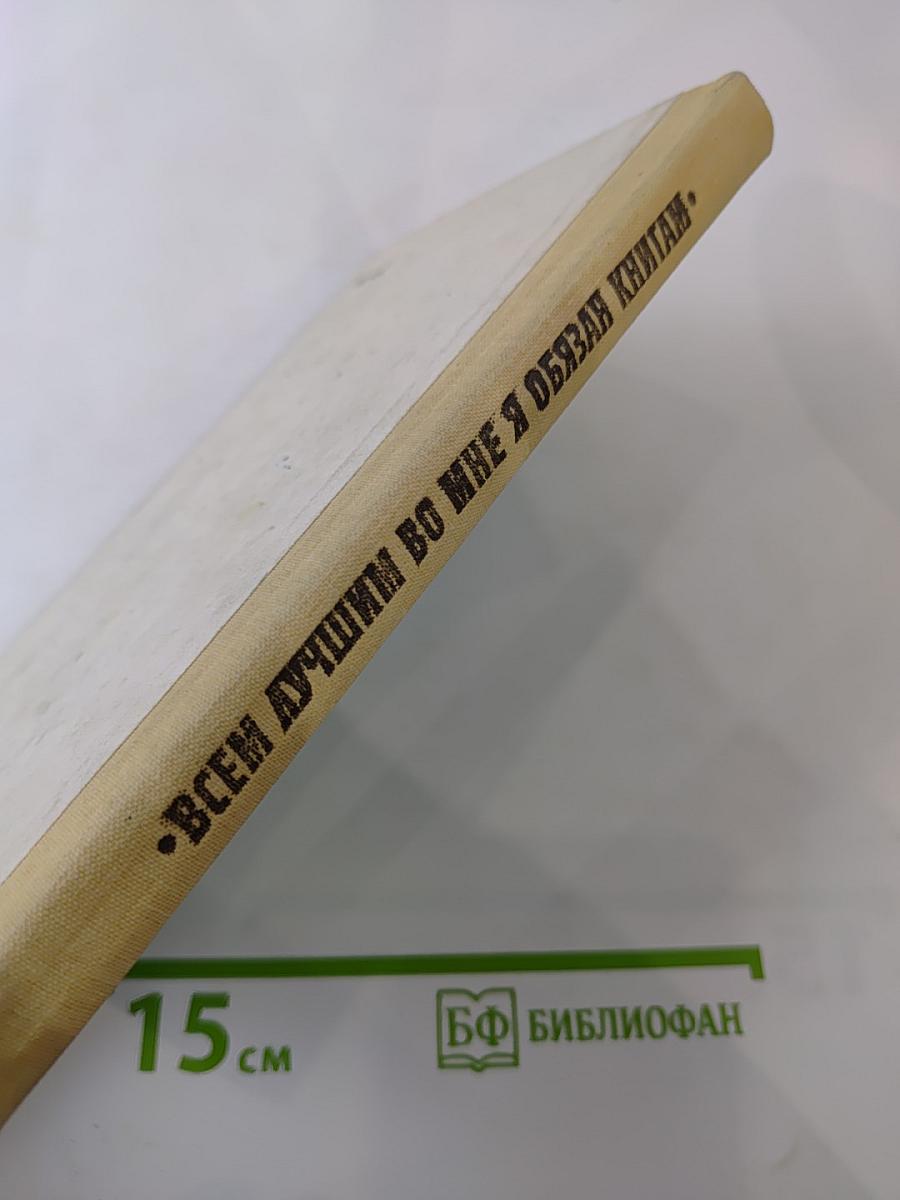 •ВСЕМ ЛУЧШИМ ВО МНЕ Я ОБЯЗАН КНИГАМ•
15 см
БФ БИБЛИОФАН